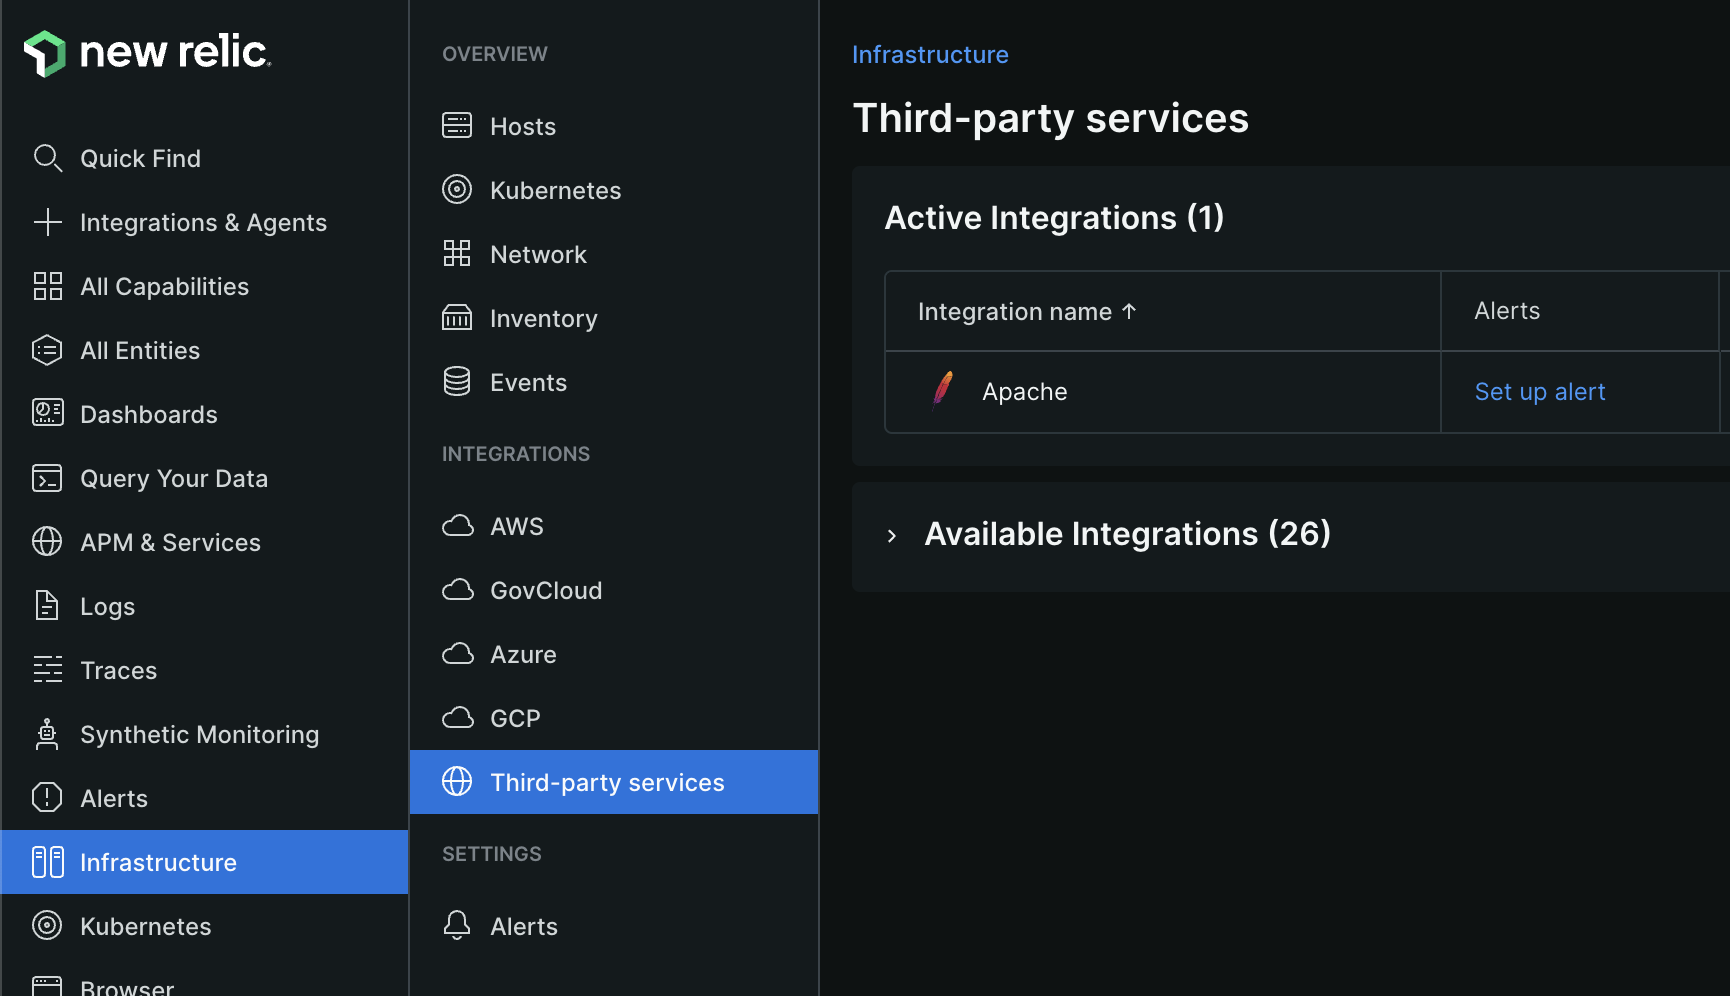 new relic
Quick Find
Integrations & Agents
All Capabilities
All Entities
Dashboards
Query Your Data
APM & Services
Logs
Traces
Synthetic Monitoring
Alerts
Infrastructure
Kubernetes
Browser
OVERVIEW
Hosts
Kubernetes
Network
Inventory
Events
INTEGRATIONS
AWS
GovCloud
Azure
GCP
Third-party services
SETTINGS
Alerts
Infrastructure
Third-party services
Active Integrations (1)
Integration name ↑
Alerts
Apache
Set up alert
Available Integrations (26)